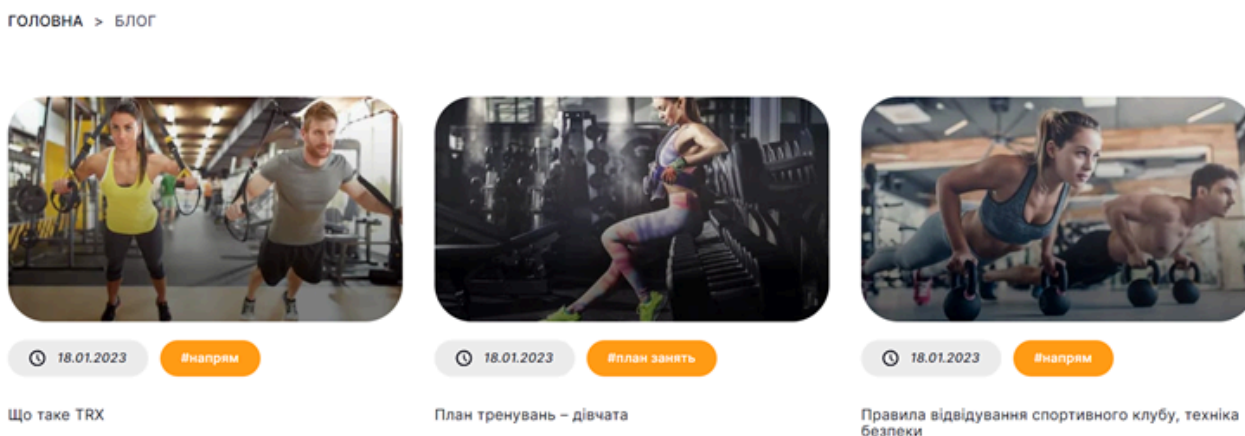 ГОЛОВНА > БЛОГ
18.01.2023 #напрям
18.01.2023 #план занять
18.01.2023 #напрям
Що таке TRX
План тренувань – дівчата
Правила відвідування спортивного клубу, техніка
безпеки